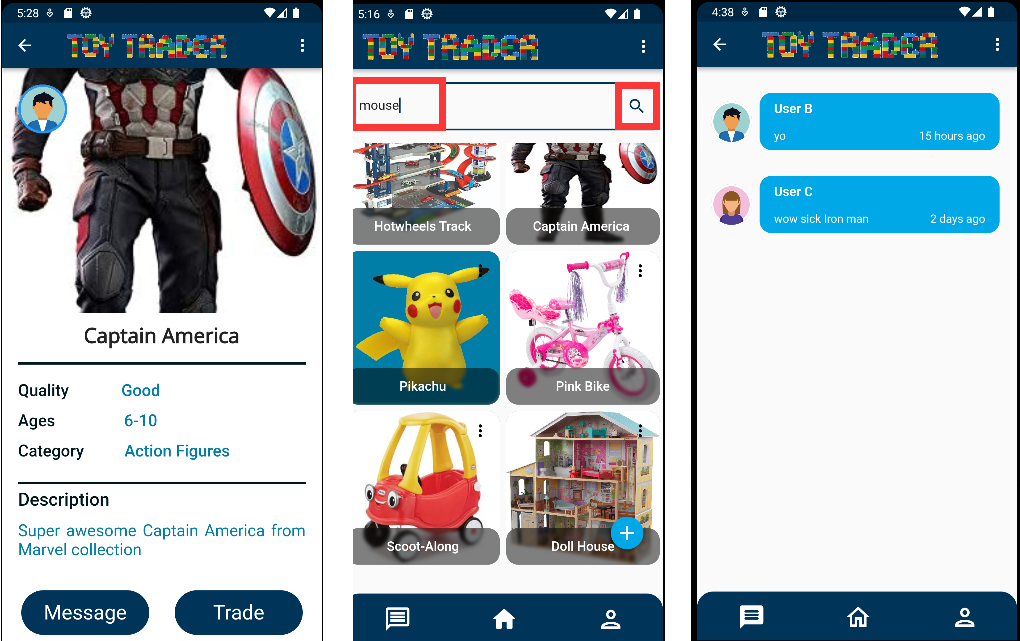 5:28
TOY TRADER
Captain America
Quality Good
Ages 6-10
Category Action Figures
Description
Super awesome Captain America from
Marvel collection
Message Trade
5:16
TOY TRADER
mouse
Hotwheels Track Captain America
Pikachu Pink Bike
Scoot-Along Doll House
4:38
TOY TRADER
User B
yo 15 hours ago
User C
wow sick Iron man 2 days ago